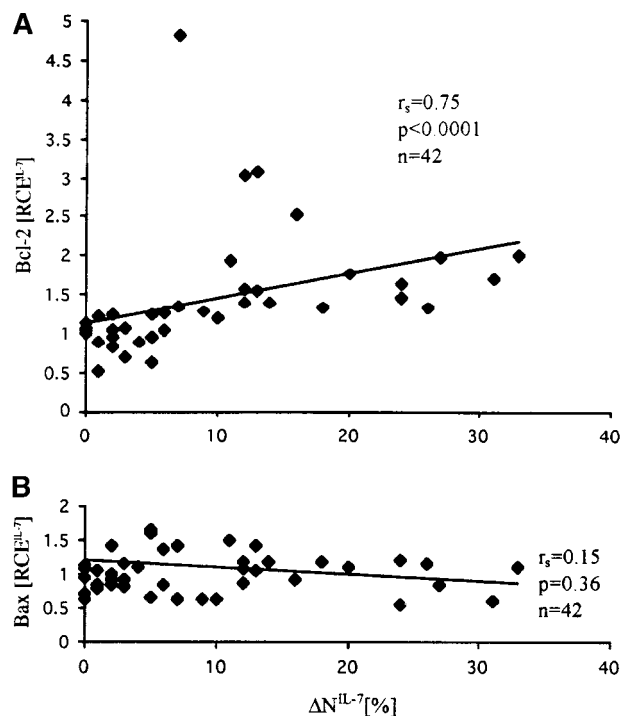 A
5
4.5
4
3.5
3
2.5
2
1.5
1
0.5
0
Bcl-2 [RCE^IL-7]
r_s=0.75
p<0.0001
n=42
0 10 20 30 40
B
2
1.5
1
0.5
0
Bax [RCE^IL-7]
r_s=0.15
p=0.36
n=42
0 10 20 30 40
ΔN^IL-7[%]